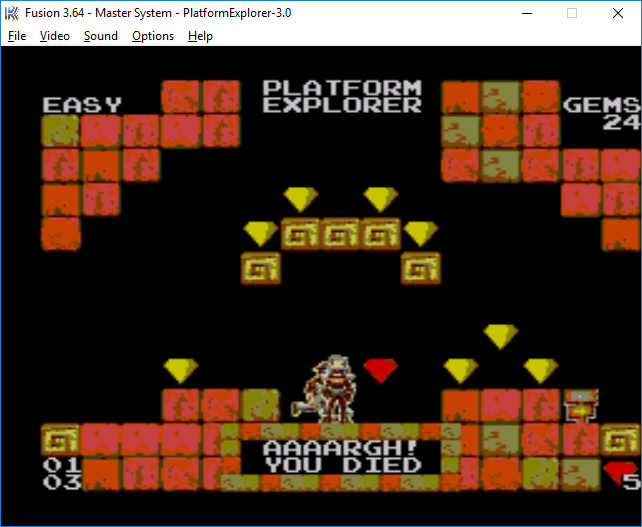 Fusion 3.64 - Master System - PlatformExplorer-3.0
File Video Sound Options Help
EASY
PLATFORM
EXPLORER
GEMS
24
AAAARGH!
YOU DIED
01
03
5